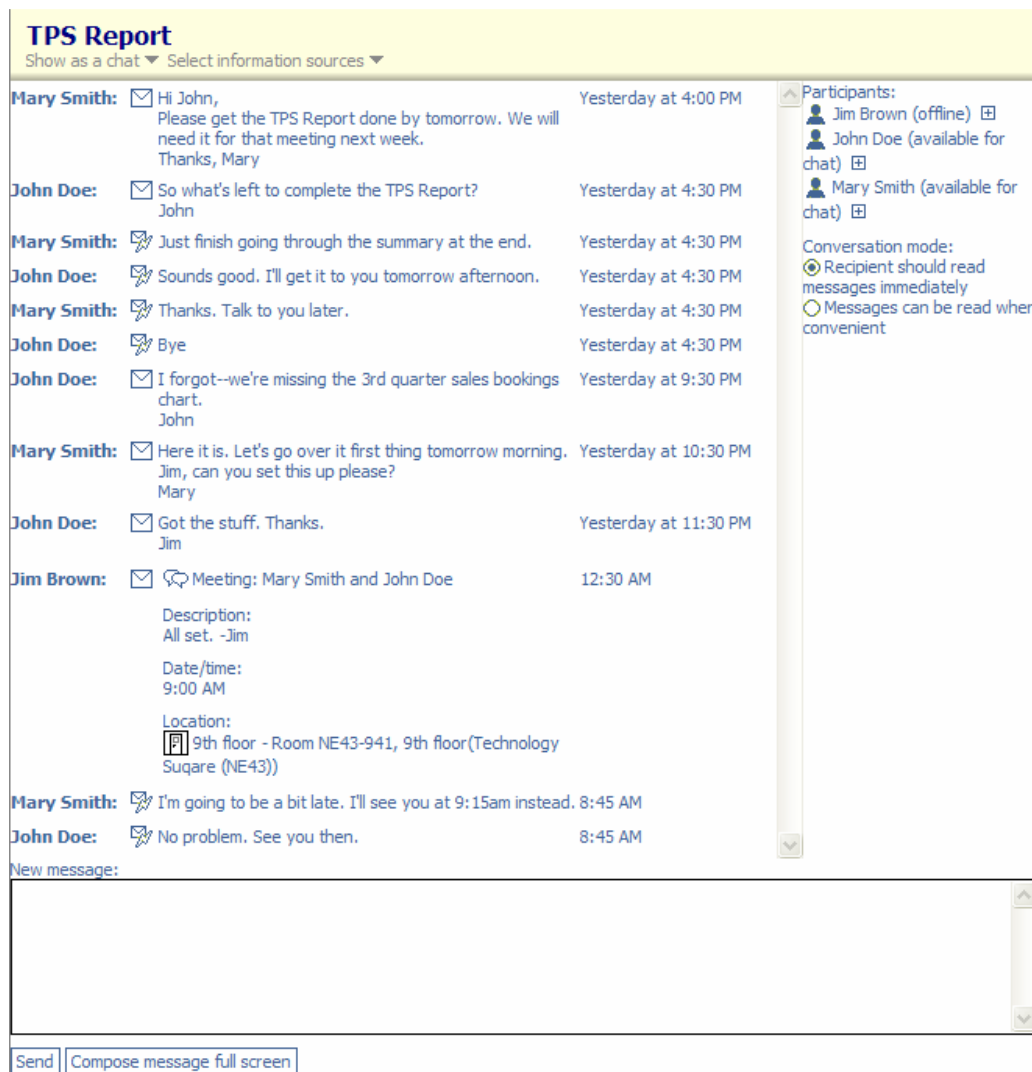 TPS Report
Show as a chat Select information sources
Mary Smith: Hi John, Yesterday at 4:00 PM
Please get the TPS Report done by tomorrow. We will
need it for that meeting next week.
Thanks, Mary
John Doe: So what's left to complete the TPS Report? Yesterday at 4:30 PM
John
Mary Smith: Just finish going through the summary at the end. Yesterday at 4:30 PM
John Doe: Sounds good. I'll get it to you tomorrow afternoon. Yesterday at 4:30 PM
Mary Smith: Thanks. Talk to you later. Yesterday at 4:30 PM
John Doe: Bye Yesterday at 4:30 PM
John Doe: I forgot--we're missing the 3rd quarter sales bookings Yesterday at 9:30 PM
chart.
John
Mary Smith: Here it is. Let's go over it first thing tomorrow morning. Yesterday at 10:30 PM
Jim, can you set this up please?
Mary
John Doe: Got the stuff. Thanks. Yesterday at 11:30 PM
Jim
Jim Brown: Meeting: Mary Smith and John Doe 12:30 AM
Description:
All set. -Jim
Date/time:
9:00 AM
Location:
9th floor - Room NE43-941, 9th floor(Technology
Suqare (NE43))
Mary Smith: I'm going to be a bit late. I'll see you at 9:15am instead. 8:45 AM
John Doe: No problem. See you then. 8:45 AM
Participants:
Jim Brown (offline)
John Doe (available for
chat)
Mary Smith (available for
chat)
Conversation mode:
Recipient should read
messages immediately
Messages can be read when
convenient
New message:
Send Compose message full screen